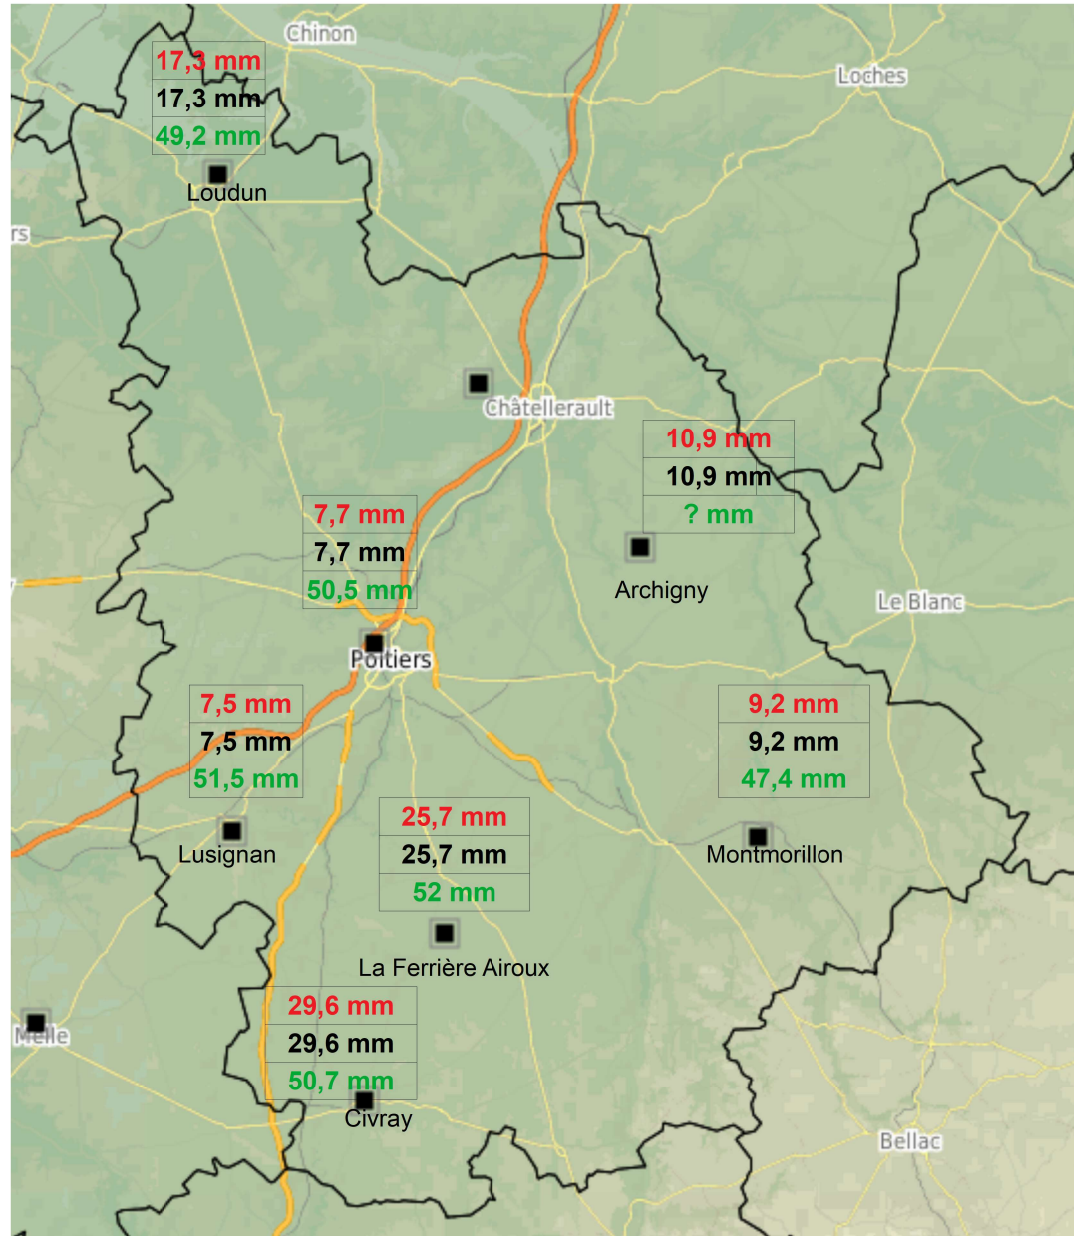 Chinon
17,3 mm
17,3 mm
49,2 mm
Loches
Loudun
rs
Châtellerault
10,9 mm
10,9 mm
? mm
7,7 mm
7,7 mm
50,5 mm
Archigny
Le Blanc
Poitiers
7,5 mm
7,5 mm
51,5 mm
9,2 mm
9,2 mm
47,4 mm
25,7 mm
25,7 mm
52 mm
Lusignan
Montmorillon
La Ferrière Airoux
29,6 mm
29,6 mm
50,7 mm
Melle
Civray
Bellac